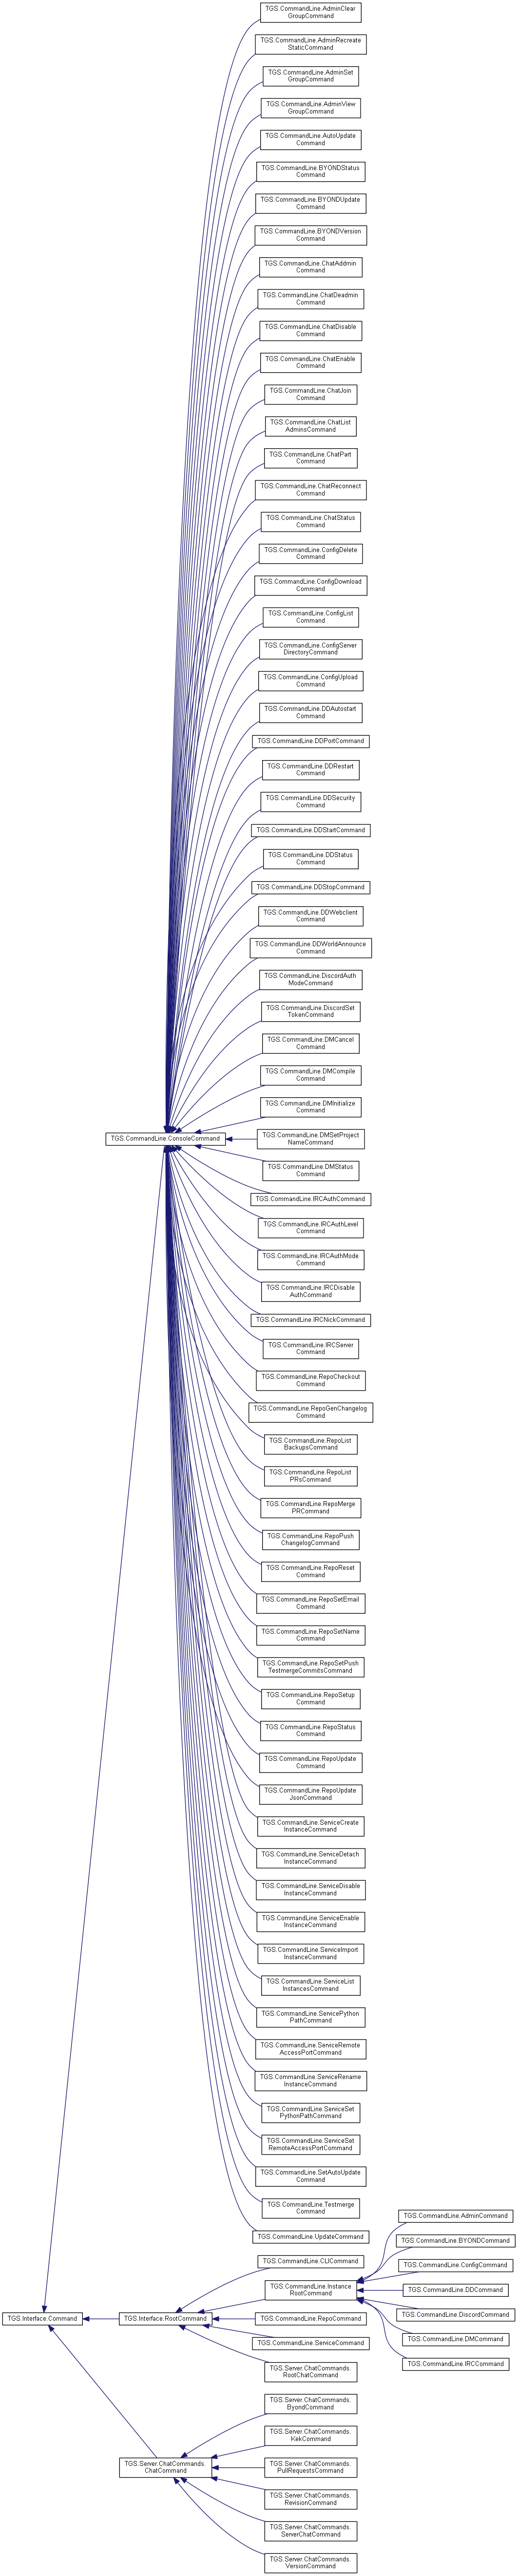 TGS.CommandLine.AdminClear
GroupCommand
TGS.CommandLine.AdminRecreate
StaticCommand
TGS.CommandLine.AdminSet
GroupCommand
TGS.CommandLine.AdminView
GroupCommand
TGS.CommandLine.AutoUpdate
Command
TGS.CommandLine.BYONDStatus
Command
TGS.CommandLine.BYONDUpdate
Command
TGS.CommandLine.BYONDVersion
Command
TGS.CommandLine.ChatAddmin
Command
TGS.CommandLine.ChatDeadmin
Command
TGS.CommandLine.ChatDisable
Command
TGS.CommandLine.ChatEnable
Command
TGS.CommandLine.ChatJoin
Command
TGS.CommandLine.ChatList
AdminsCommand
TGS.CommandLine.ChatPart
Command
TGS.CommandLine.ChatReconnect
Command
TGS.CommandLine.ChatStatus
Command
TGS.CommandLine.ConfigDelete
Command
TGS.CommandLine.ConfigDownload
Command
TGS.CommandLine.ConfigList
Command
TGS.CommandLine.ConfigServer
DirectoryCommand
TGS.CommandLine.ConfigUpload
Command
TGS.CommandLine.DDAutostart
Command
TGS.CommandLine.DDPortCommand
TGS.CommandLine.DDRestart
Command
TGS.CommandLine.DDSecurity
Command
TGS.CommandLine.DDStartCommand
TGS.CommandLine.DDStatus
Command
TGS.CommandLine.DDStopCommand
TGS.CommandLine.DDWebclient
Command
TGS.CommandLine.DDWorldAnnounce
Command
TGS.CommandLine.DiscordAuth
ModeCommand
TGS.CommandLine.DiscordSet
TokenCommand
TGS.CommandLine.DMCancel
Command
TGS.CommandLine.DMCompile
Command
TGS.CommandLine.DMInitialize
Command
TGS.CommandLine.ConsoleCommand
TGS.CommandLine.DMSetProject
NameCommand
TGS.CommandLine.DMStatus
Command
TGS.CommandLine.IRCAuthCommand
TGS.CommandLine.IRCAuthLevel
Command
TGS.CommandLine.IRCAuthMode
Command
TGS.CommandLine.IRCDisable
AuthCommand
TGS.CommandLine.IRCNickCommand
TGS.CommandLine.IRCServer
Command
TGS.CommandLine.RepoCheckout
Command
TGS.CommandLine.RepoGenChangelog
Command
TGS.CommandLine.RepoList
BackupsCommand
TGS.CommandLine.RepoList
PRsCommand
TGS.CommandLine.RepoMerge
PRCommand
TGS.CommandLine.RepoPush
ChangelogCommand
TGS.CommandLine.RepoReset
Command
TGS.CommandLine.RepoSetEmail
Command
TGS.CommandLine.RepoSetName
Command
TGS.CommandLine.RepoSetPush
TestmergeCommitsCommand
TGS.CommandLine.RepoSetup
Command
TGS.CommandLine.RepoStatus
Command
TGS.CommandLine.RepoUpdate
Command
TGS.CommandLine.RepoUpdate
JsonCommand
TGS.CommandLine.ServiceCreate
InstanceCommand
TGS.CommandLine.ServiceDetach
InstanceCommand
TGS.CommandLine.ServiceDisable
InstanceCommand
TGS.CommandLine.ServiceEnable
InstanceCommand
TGS.CommandLine.ServiceImport
InstanceCommand
TGS.CommandLine.ServiceList
InstancesCommand
TGS.CommandLine.ServicePython
PathCommand
TGS.CommandLine.ServiceRemote
AccessPortCommand
TGS.CommandLine.ServiceRename
InstanceCommand
TGS.CommandLine.ServiceSet
PythonPathCommand
TGS.CommandLine.ServiceSet
RemoteAccessPortCommand
TGS.CommandLine.SetAutoUpdate
Command
TGS.CommandLine.Testmerge
Command
TGS.CommandLine.UpdateCommand
TGS.Interface.Command
TGS.Interface.RootCommand
TGS.CommandLine.CLICommand
TGS.CommandLine.Instance
RootCommand
TGS.CommandLine.AdminCommand
TGS.CommandLine.BYONDCommand
TGS.CommandLine.ConfigCommand
TGS.CommandLine.DDCommand
TGS.CommandLine.DiscordCommand
TGS.CommandLine.DMCommand
TGS.CommandLine.IRCCommand
TGS.CommandLine.RepoCommand
TGS.CommandLine.ServiceCommand
TGS.Server.ChatCommands.
RootChatCommand
TGS.Server.ChatCommands.
ChatCommand
TGS.Server.ChatCommands.
ByondCommand
TGS.Server.ChatCommands.
KekCommand
TGS.Server.ChatCommands.
PullRequestsCommand
TGS.Server.ChatCommands.
RevisionCommand
TGS.Server.ChatCommands.
ServerChatCommand
TGS.Server.ChatCommands.
VersionCommand